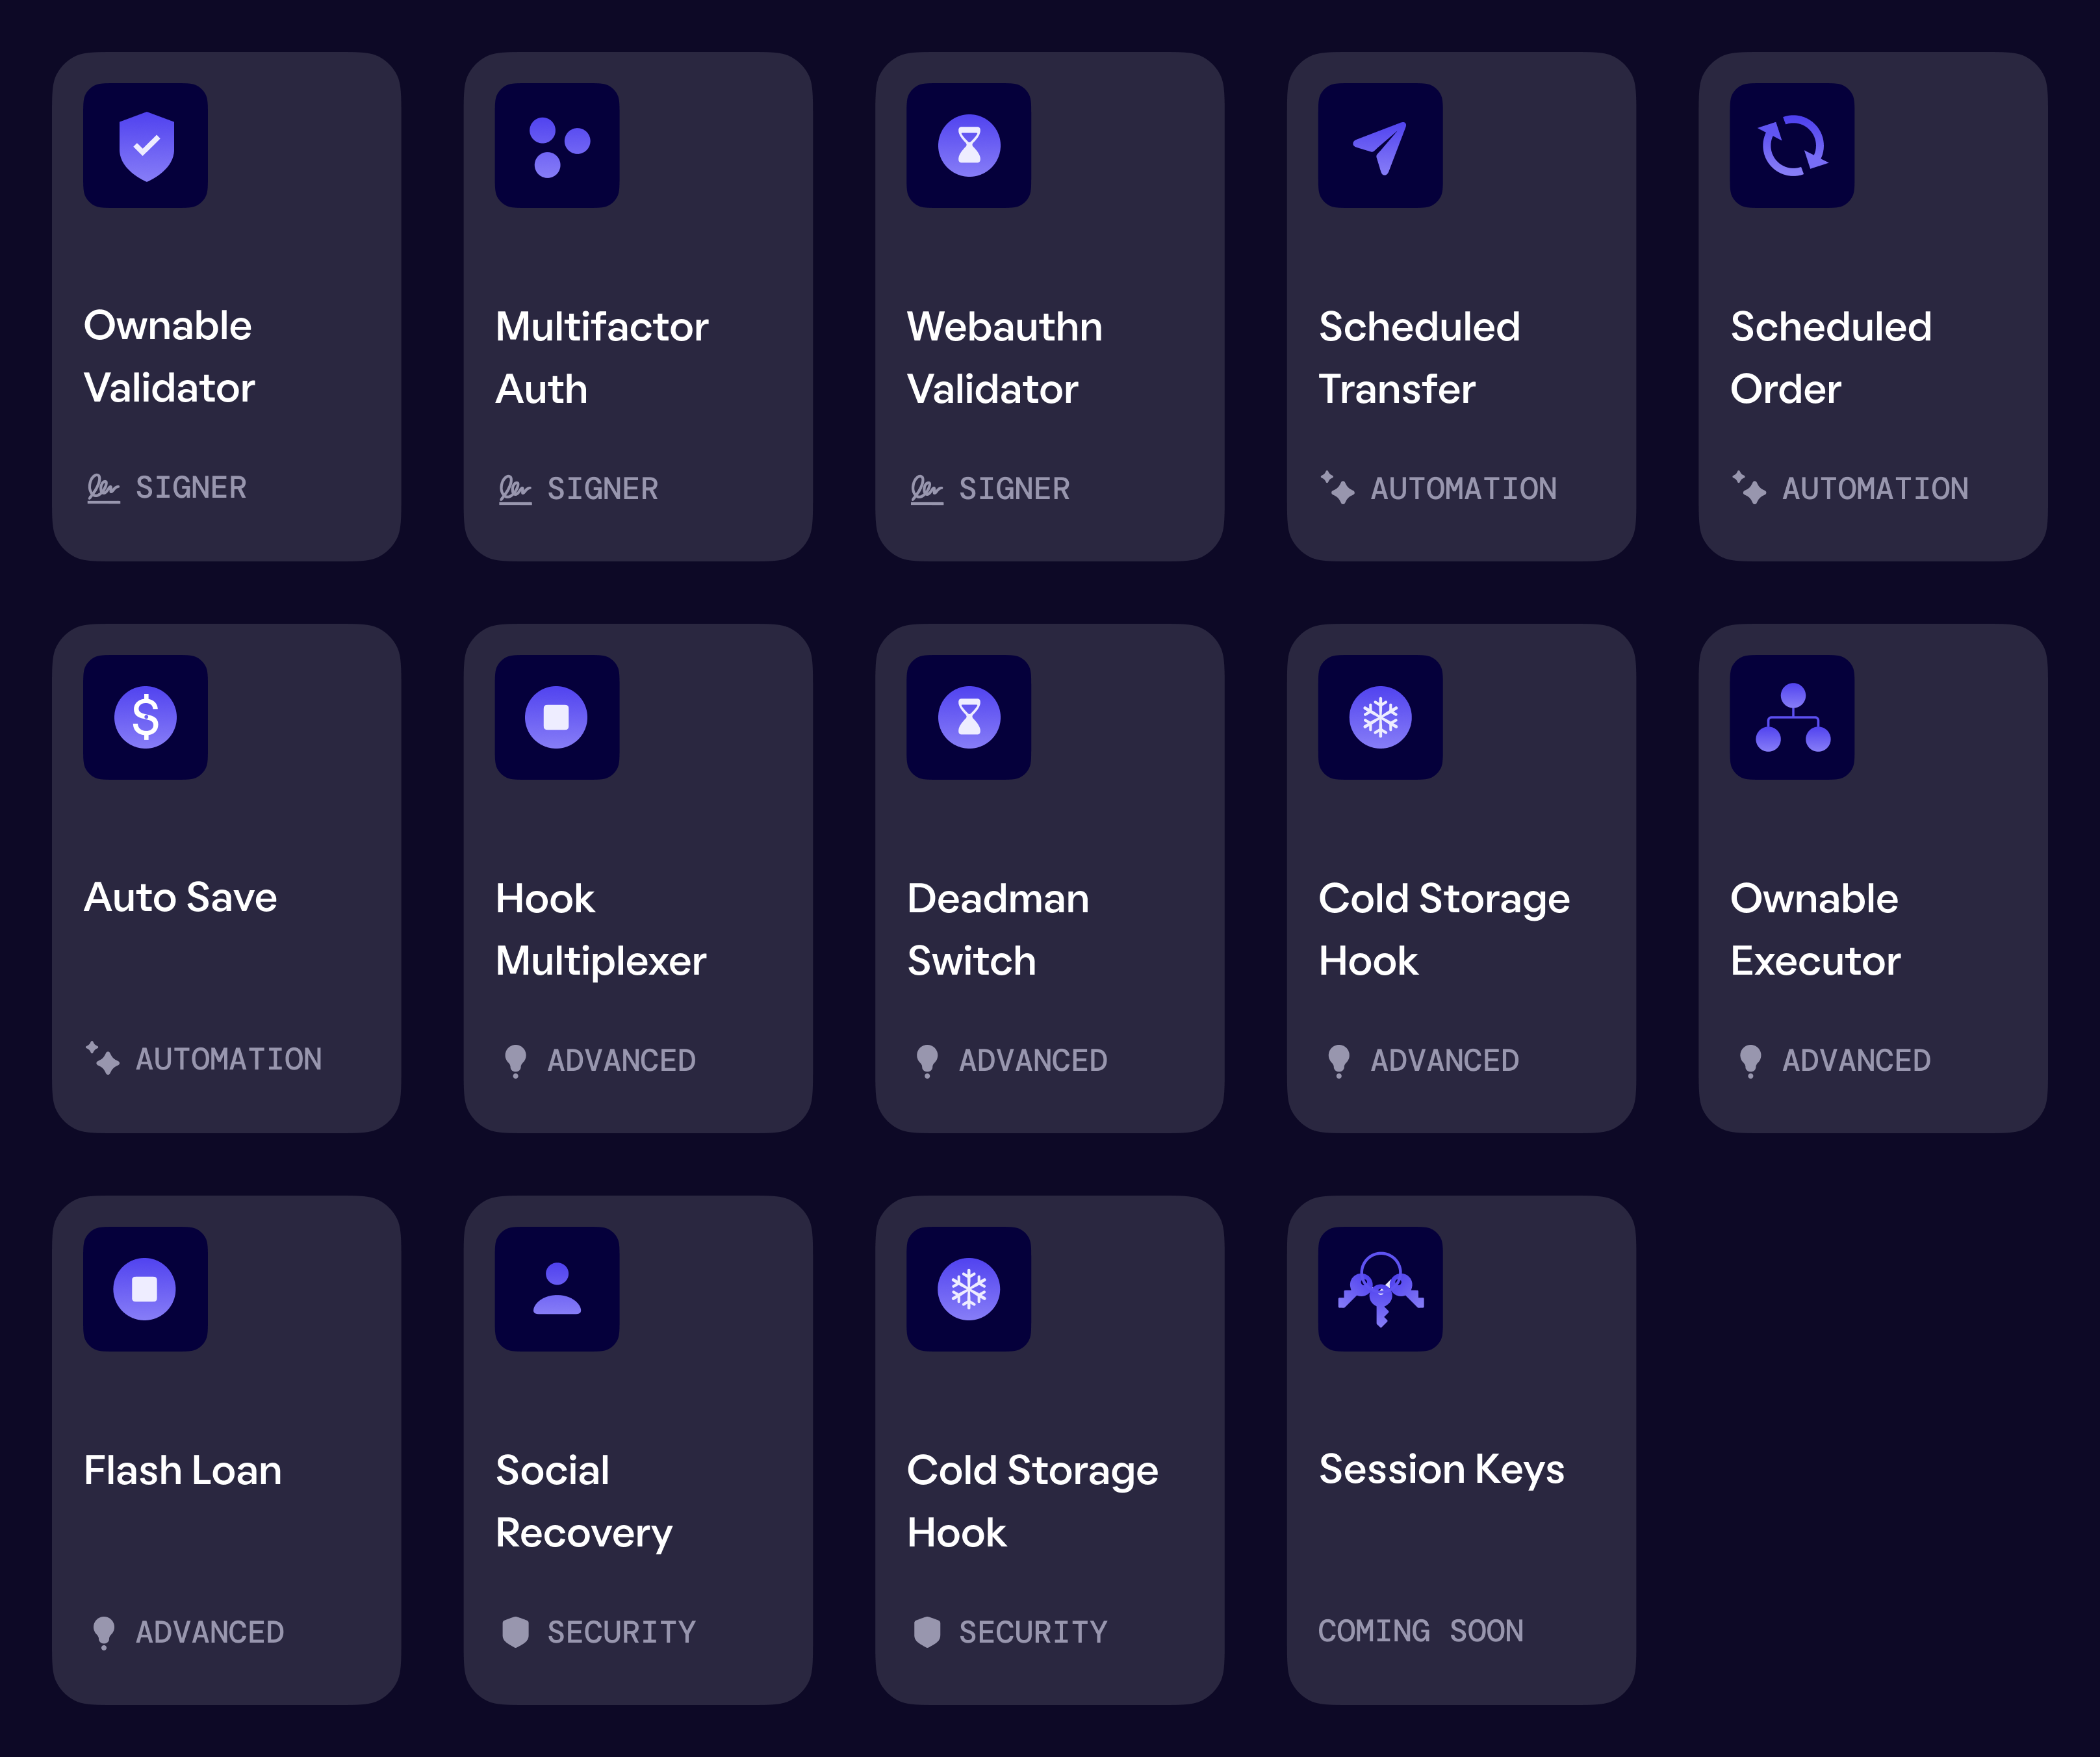 Ownable
Validator
SIGNER
Multifactor
Auth
SIGNER
Webauthn
Validator
SIGNER
Scheduled
Transfer
AUTOMATION
Scheduled
Order
AUTOMATION
Auto Save
AUTOMATION
Hook
Multiplexer
ADVANCED
Deadman
Switch
ADVANCED
Cold Storage
Hook
ADVANCED
Ownable
Executor
ADVANCED
Flash Loan
ADVANCED
Social
Recovery
SECURITY
Cold Storage
Hook
SECURITY
Session Keys
COMING SOON